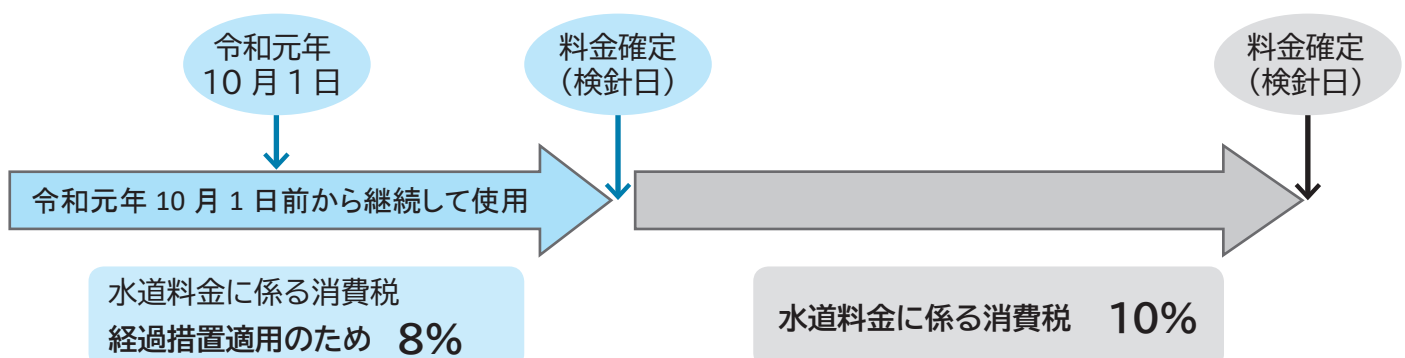 令和元年
10月1日
料金確定
（検針日）
料金確定
（検針日）
令和元年 10 月 1 日前から継続して使用
水道料金に係る消費税
経過措置適用のため 8%
水道料金に係る消費税 10%